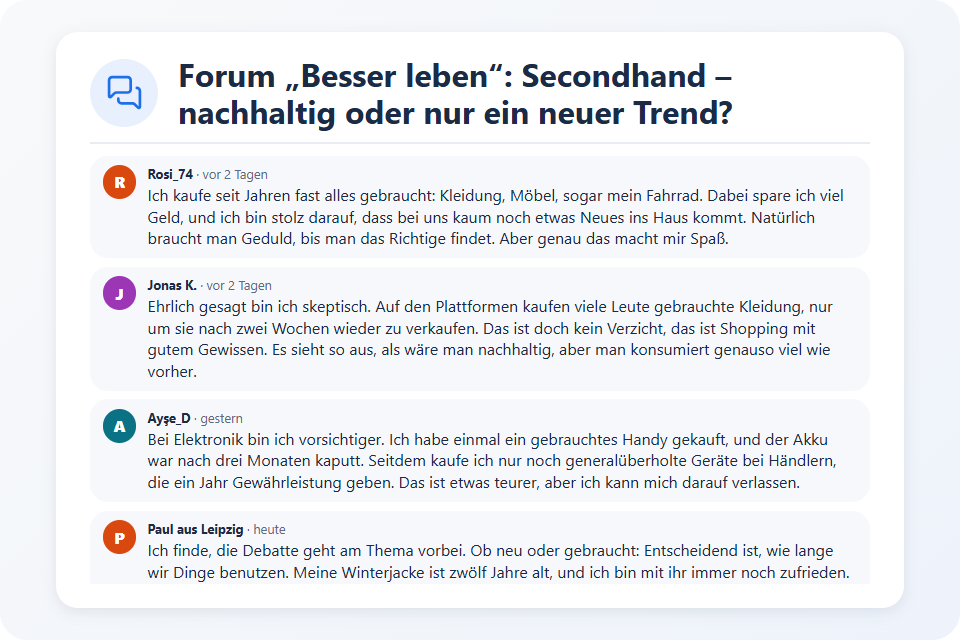 Forum „Besser leben“: Secondhand –
nachhaltig oder nur ein neuer Trend?
R
Rosi_74 · vor 2 Tagen
Ich kaufe seit Jahren fast alles gebraucht: Kleidung, Möbel, sogar mein Fahrrad. Dabei spare ich viel
Geld, und ich bin stolz darauf, dass bei uns kaum noch etwas Neues ins Haus kommt. Natürlich
braucht man Geduld, bis man das Richtige findet. Aber genau das macht mir Spaß.
J
Jonas K. · vor 2 Tagen
Ehrlich gesagt bin ich skeptisch. Auf den Plattformen kaufen viele Leute gebrauchte Kleidung, nur
um sie nach zwei Wochen wieder zu verkaufen. Das ist doch kein Verzicht, das ist Shopping mit
gutem Gewissen. Es sieht so aus, als wäre man nachhaltig, aber man konsumiert genauso viel wie
vorher.
A
Ayşe_D · gestern
Bei Elektronik bin ich vorsichtiger. Ich habe einmal ein gebrauchtes Handy gekauft, und der Akku
war nach drei Monaten kaputt. Seitdem kaufe ich nur noch generalüberholte Geräte bei Händlern,
die ein Jahr Gewährleistung geben. Das ist etwas teurer, aber ich kann mich darauf verlassen.
P
Paul aus Leipzig · heute
Ich finde, die Debatte geht am Thema vorbei. Ob neu oder gebraucht: Entscheidend ist, wie lange
wir Dinge benutzen. Meine Winterjacke ist zwölf Jahre alt, und ich bin mit ihr immer noch zufrieden.